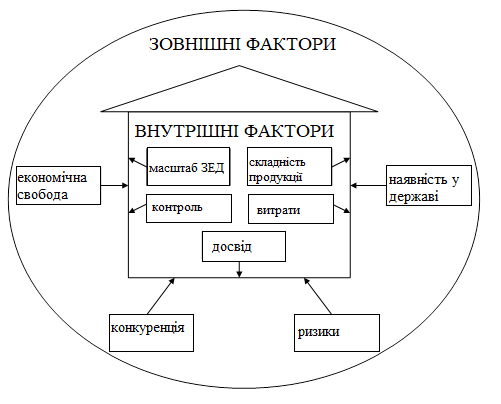 ЗОВНІШНІ ФАКТОРИ
ВНУТРІШНІ ФАКТОРИ
масштаб ЗЕД
складність
продукції
економічна
свобода
наявність у
державі
контроль
витрати
досвід
конкуренція
ризики